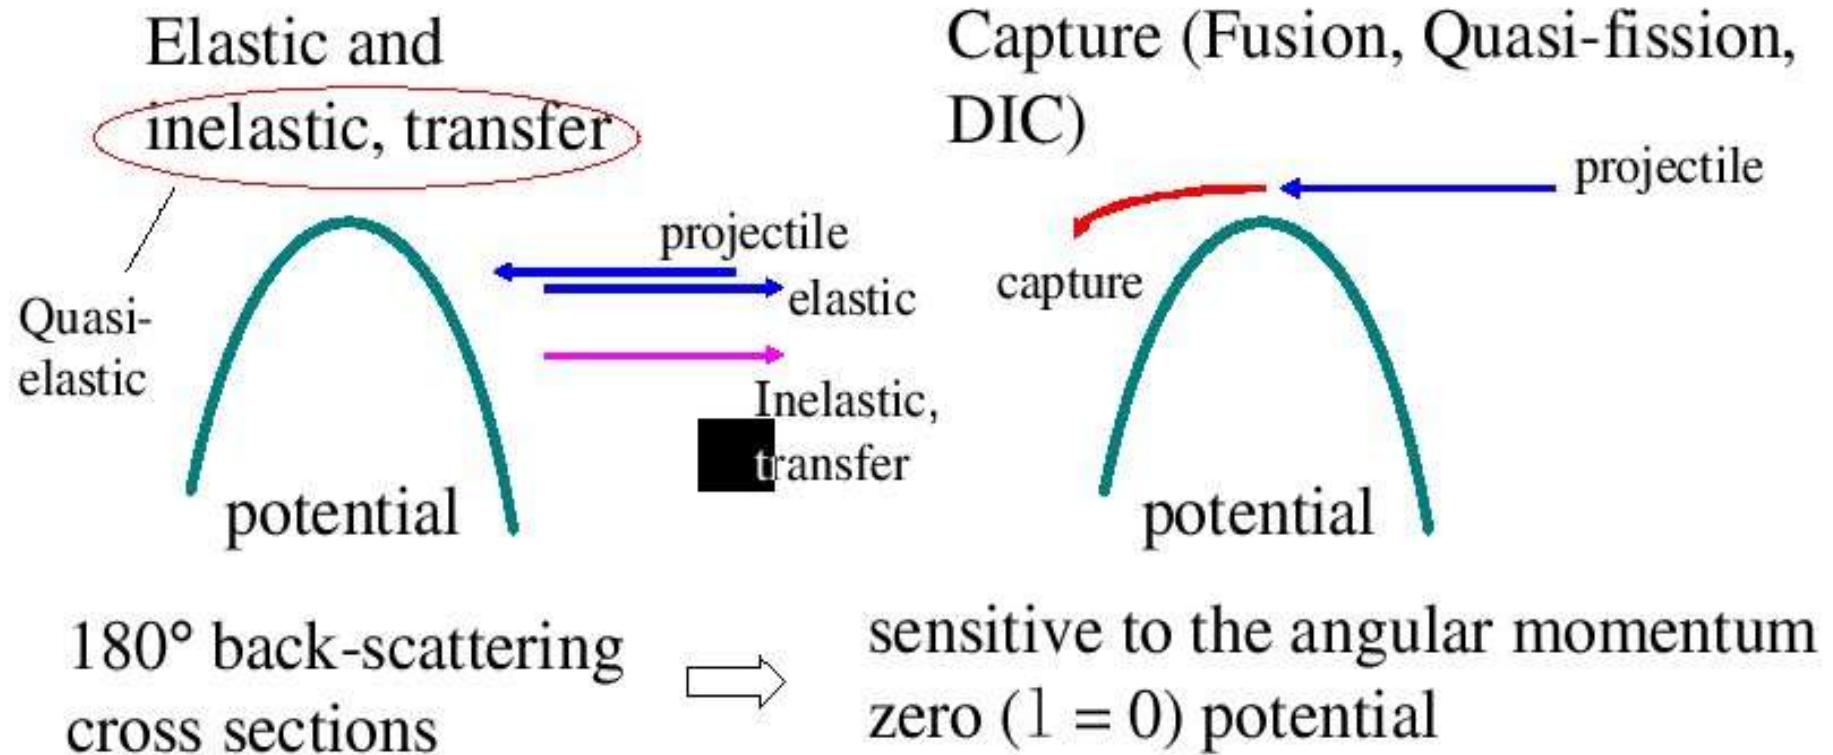 Elastic and
inelastic, transfer
Quasi-
elastic
projectile
elastic
Inelastic,
transfer
potential
Capture (Fusion, Quasi-fission,
DIC)
projectile
capture
potential
180° back-scattering
cross sections
sensitive to the angular momentum
zero (l = 0) potential